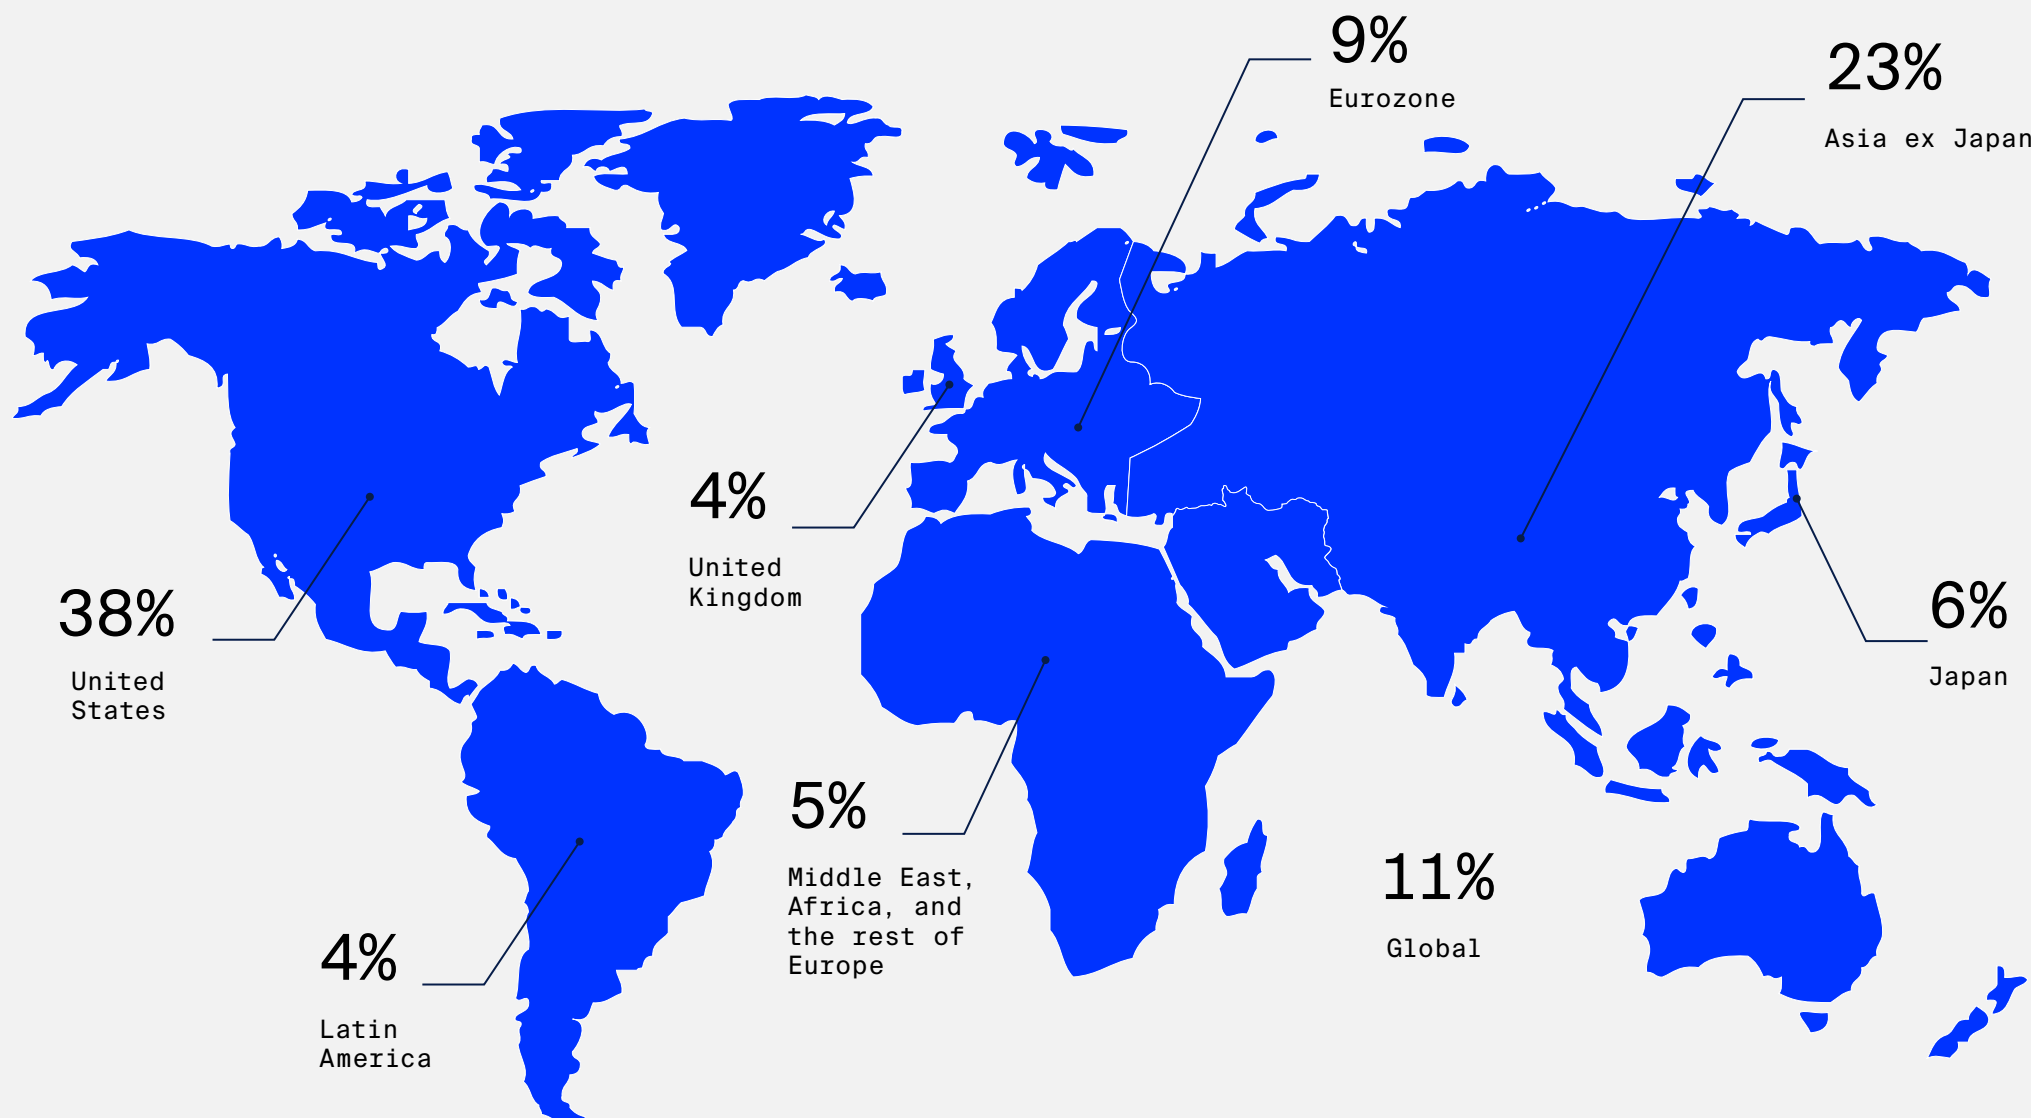 9%
Eurozone
23%
Asia ex Japan
4%
United
Kingdom
38%
United
States
6%
Japan
5%
Middle East,
Africa, and
the rest of
Europe
11%
Global
4%
Latin
America